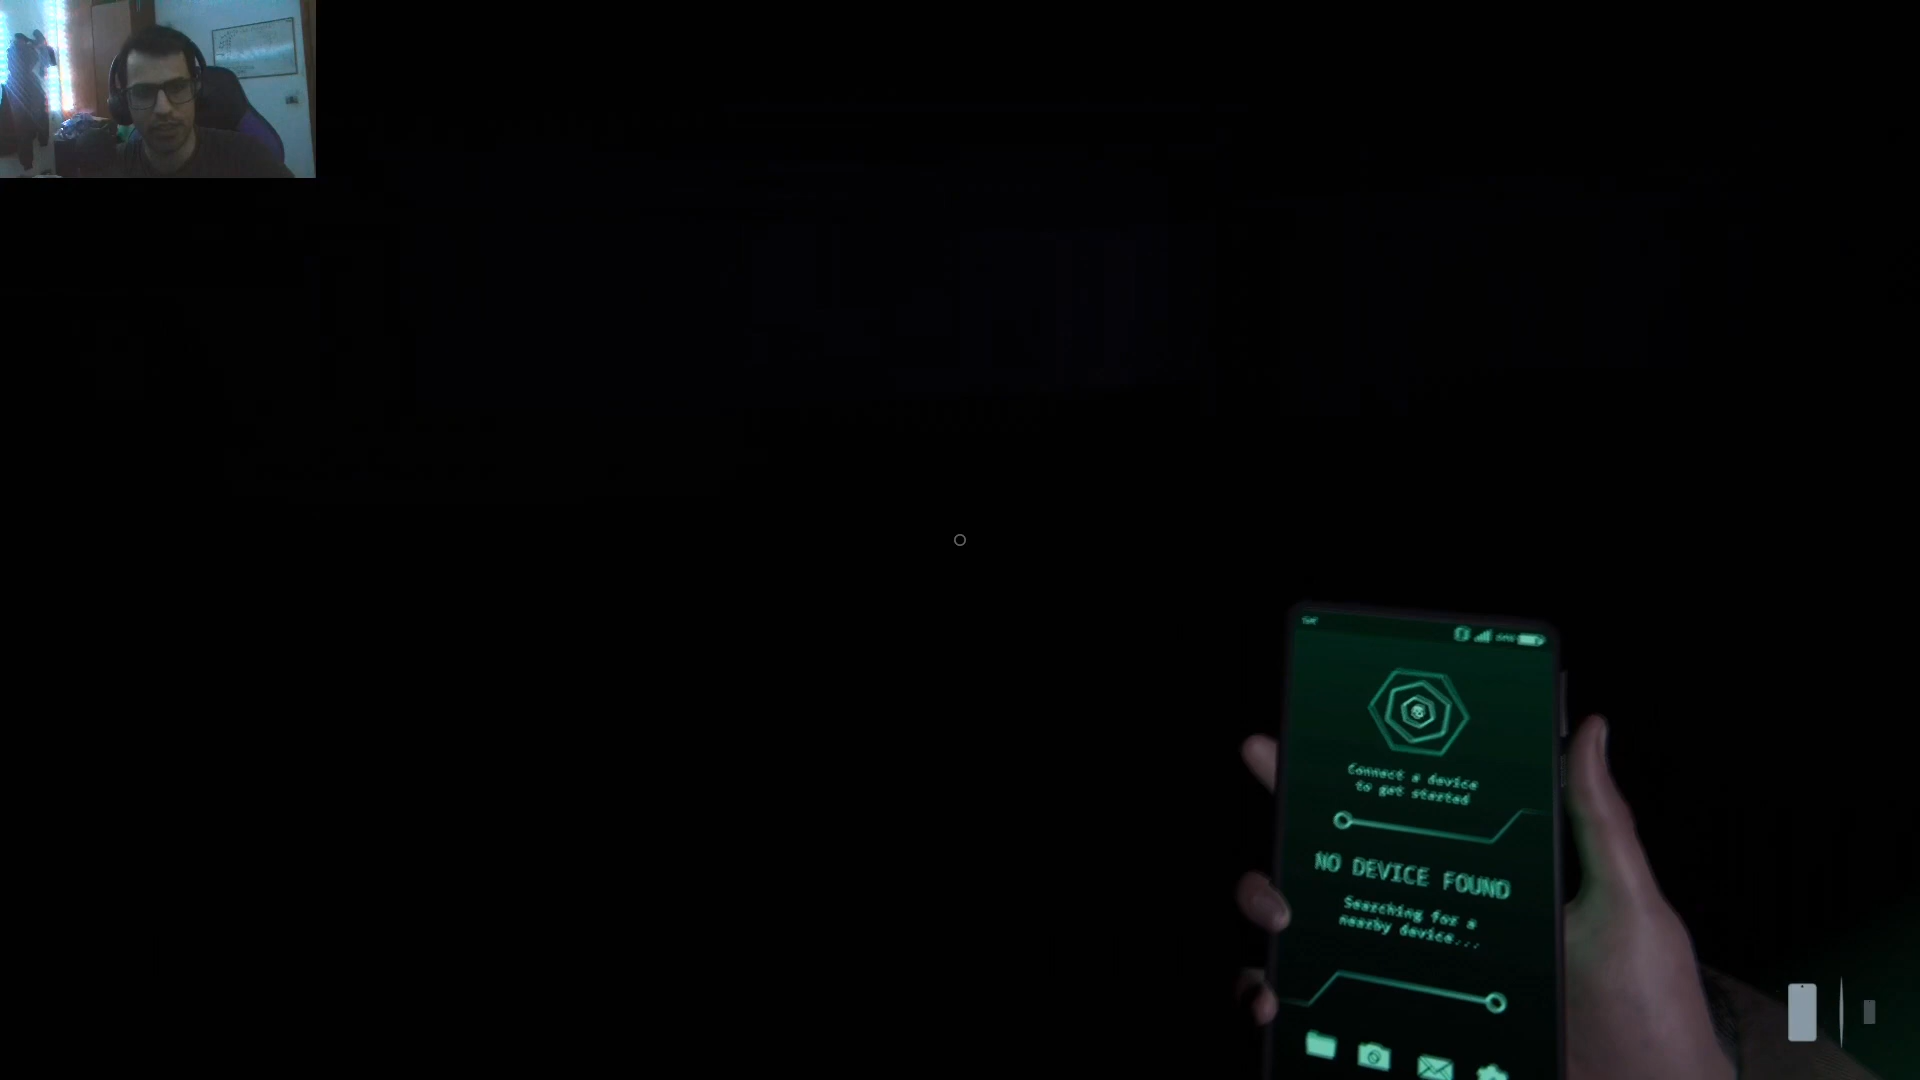 Connect a device
to get started
NO DEVICE FOUND
Searching for a
nearby device...